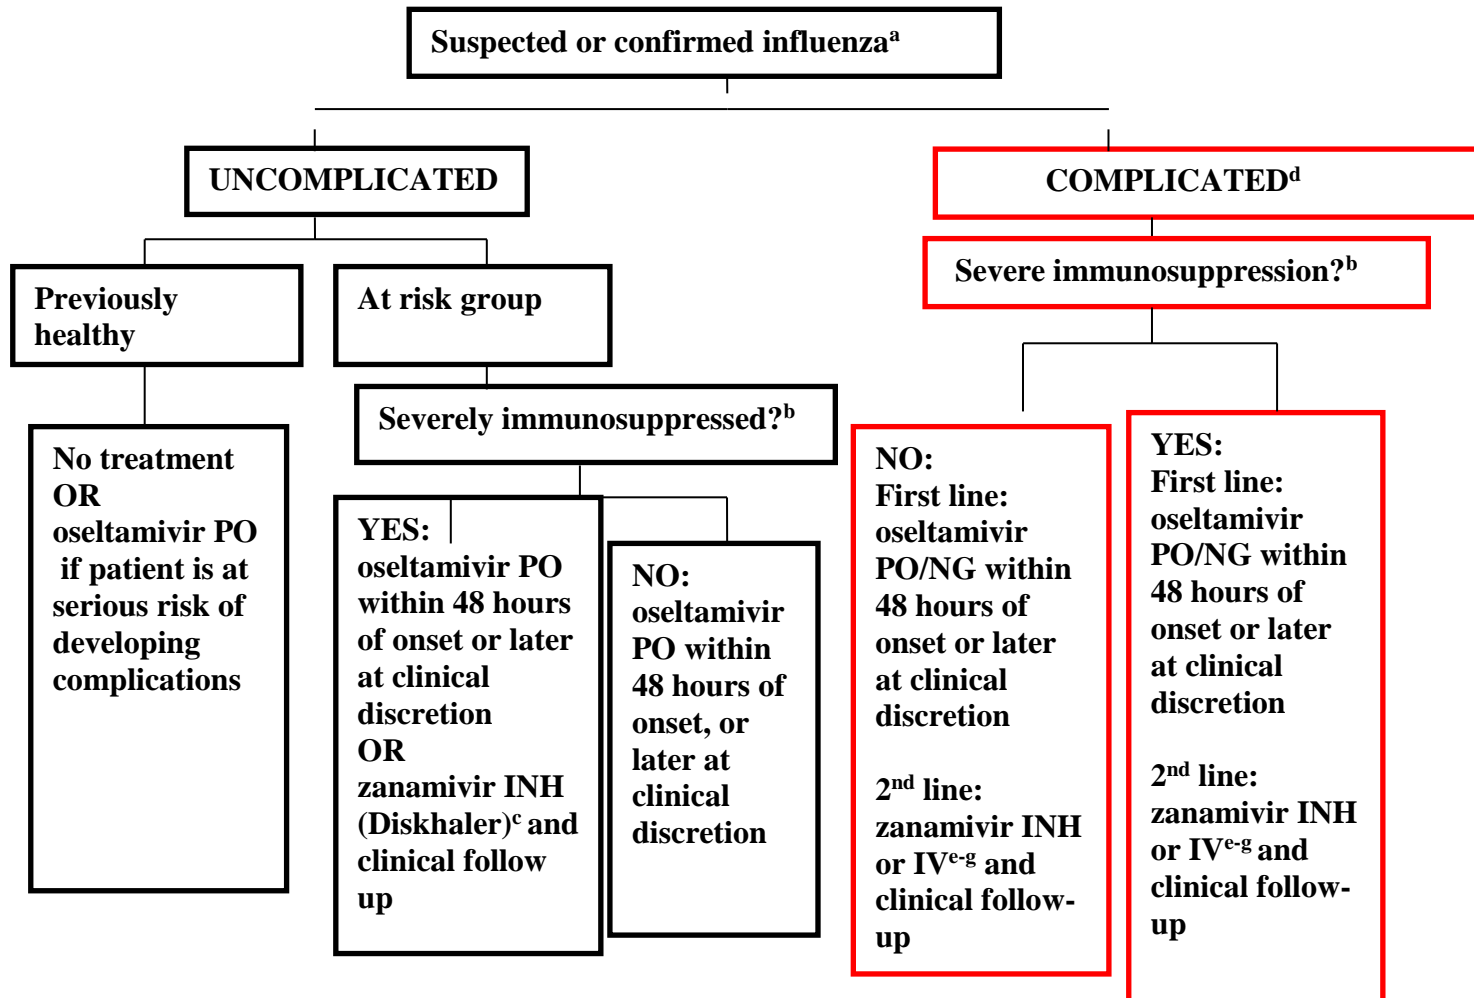 Suspected or confirmed influenzaᵃ
UNCOMPLICATED
COMPLICATEDᵈ
Previously
healthy
At risk group
Severe immunosuppression?ᵇ
Severely immunosuppressed?ᵇ
No treatment
OR
oseltamivir PO
if patient is at
serious risk of
developing
complications
YES:
oseltamivir PO
within 48 hours
of onset or later
at clinical
discretion
OR
zanamivir INH
(Diskhaler)ᶜ and
clinical follow
up
NO:
oseltamivir
PO within
48 hours of
onset, or
later at
clinical
discretion
NO:
First line:
oseltamivir
PO/NG within
48 hours of
onset or later
at clinical
discretion
2ⁿᵈ line:
zanamivir INH
or IVᵉ⁻ᵍ and
clinical follow-
up
YES:
First line:
oseltamivir
PO/NG within
48 hours of
onset or later
at clinical
discretion
2ⁿᵈ line:
zanamivir INH
or IVᵉ⁻ᵍ and
clinical follow-
up